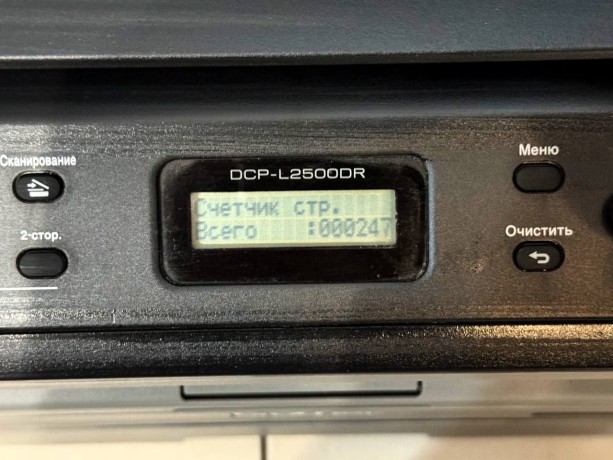 DCP-L2500DR
Сканирование
Меню
Счетчик стр.
Всего :000247
2-стор.
Очистить